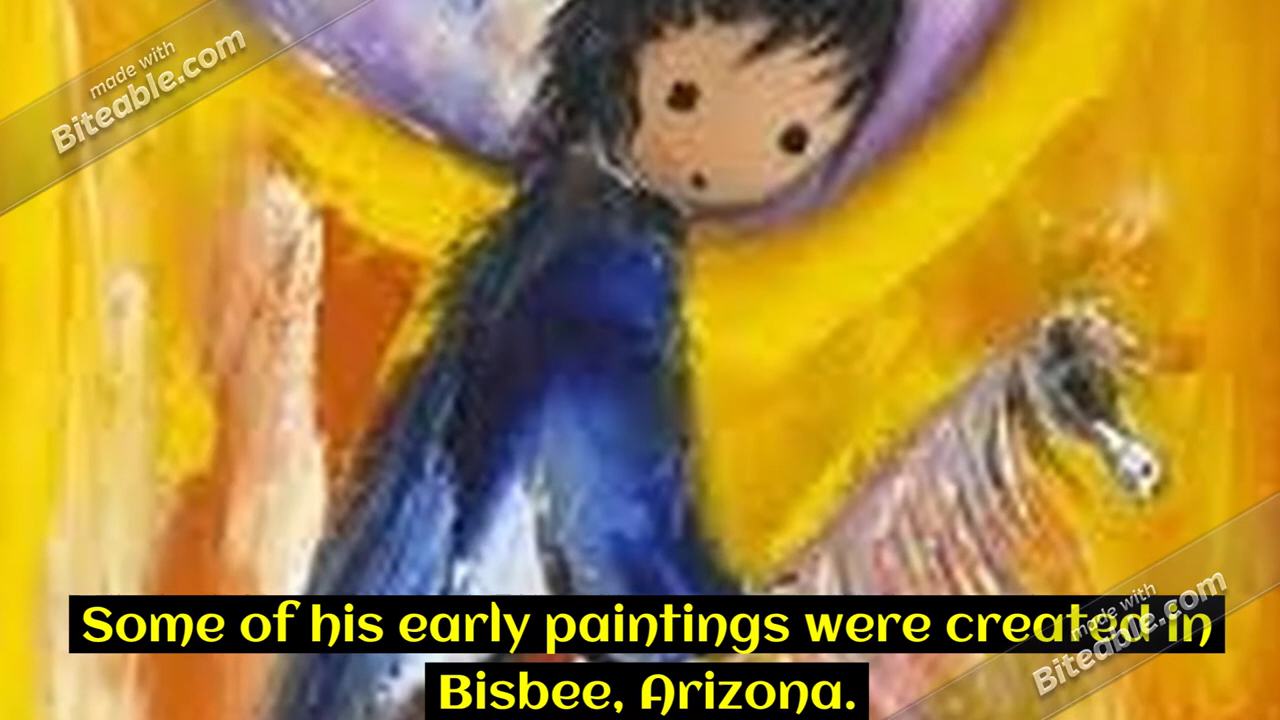 made with
Biteable.com
Some of his early paintings were created in
Bisbee, Arizona.
made with
Biteable.com